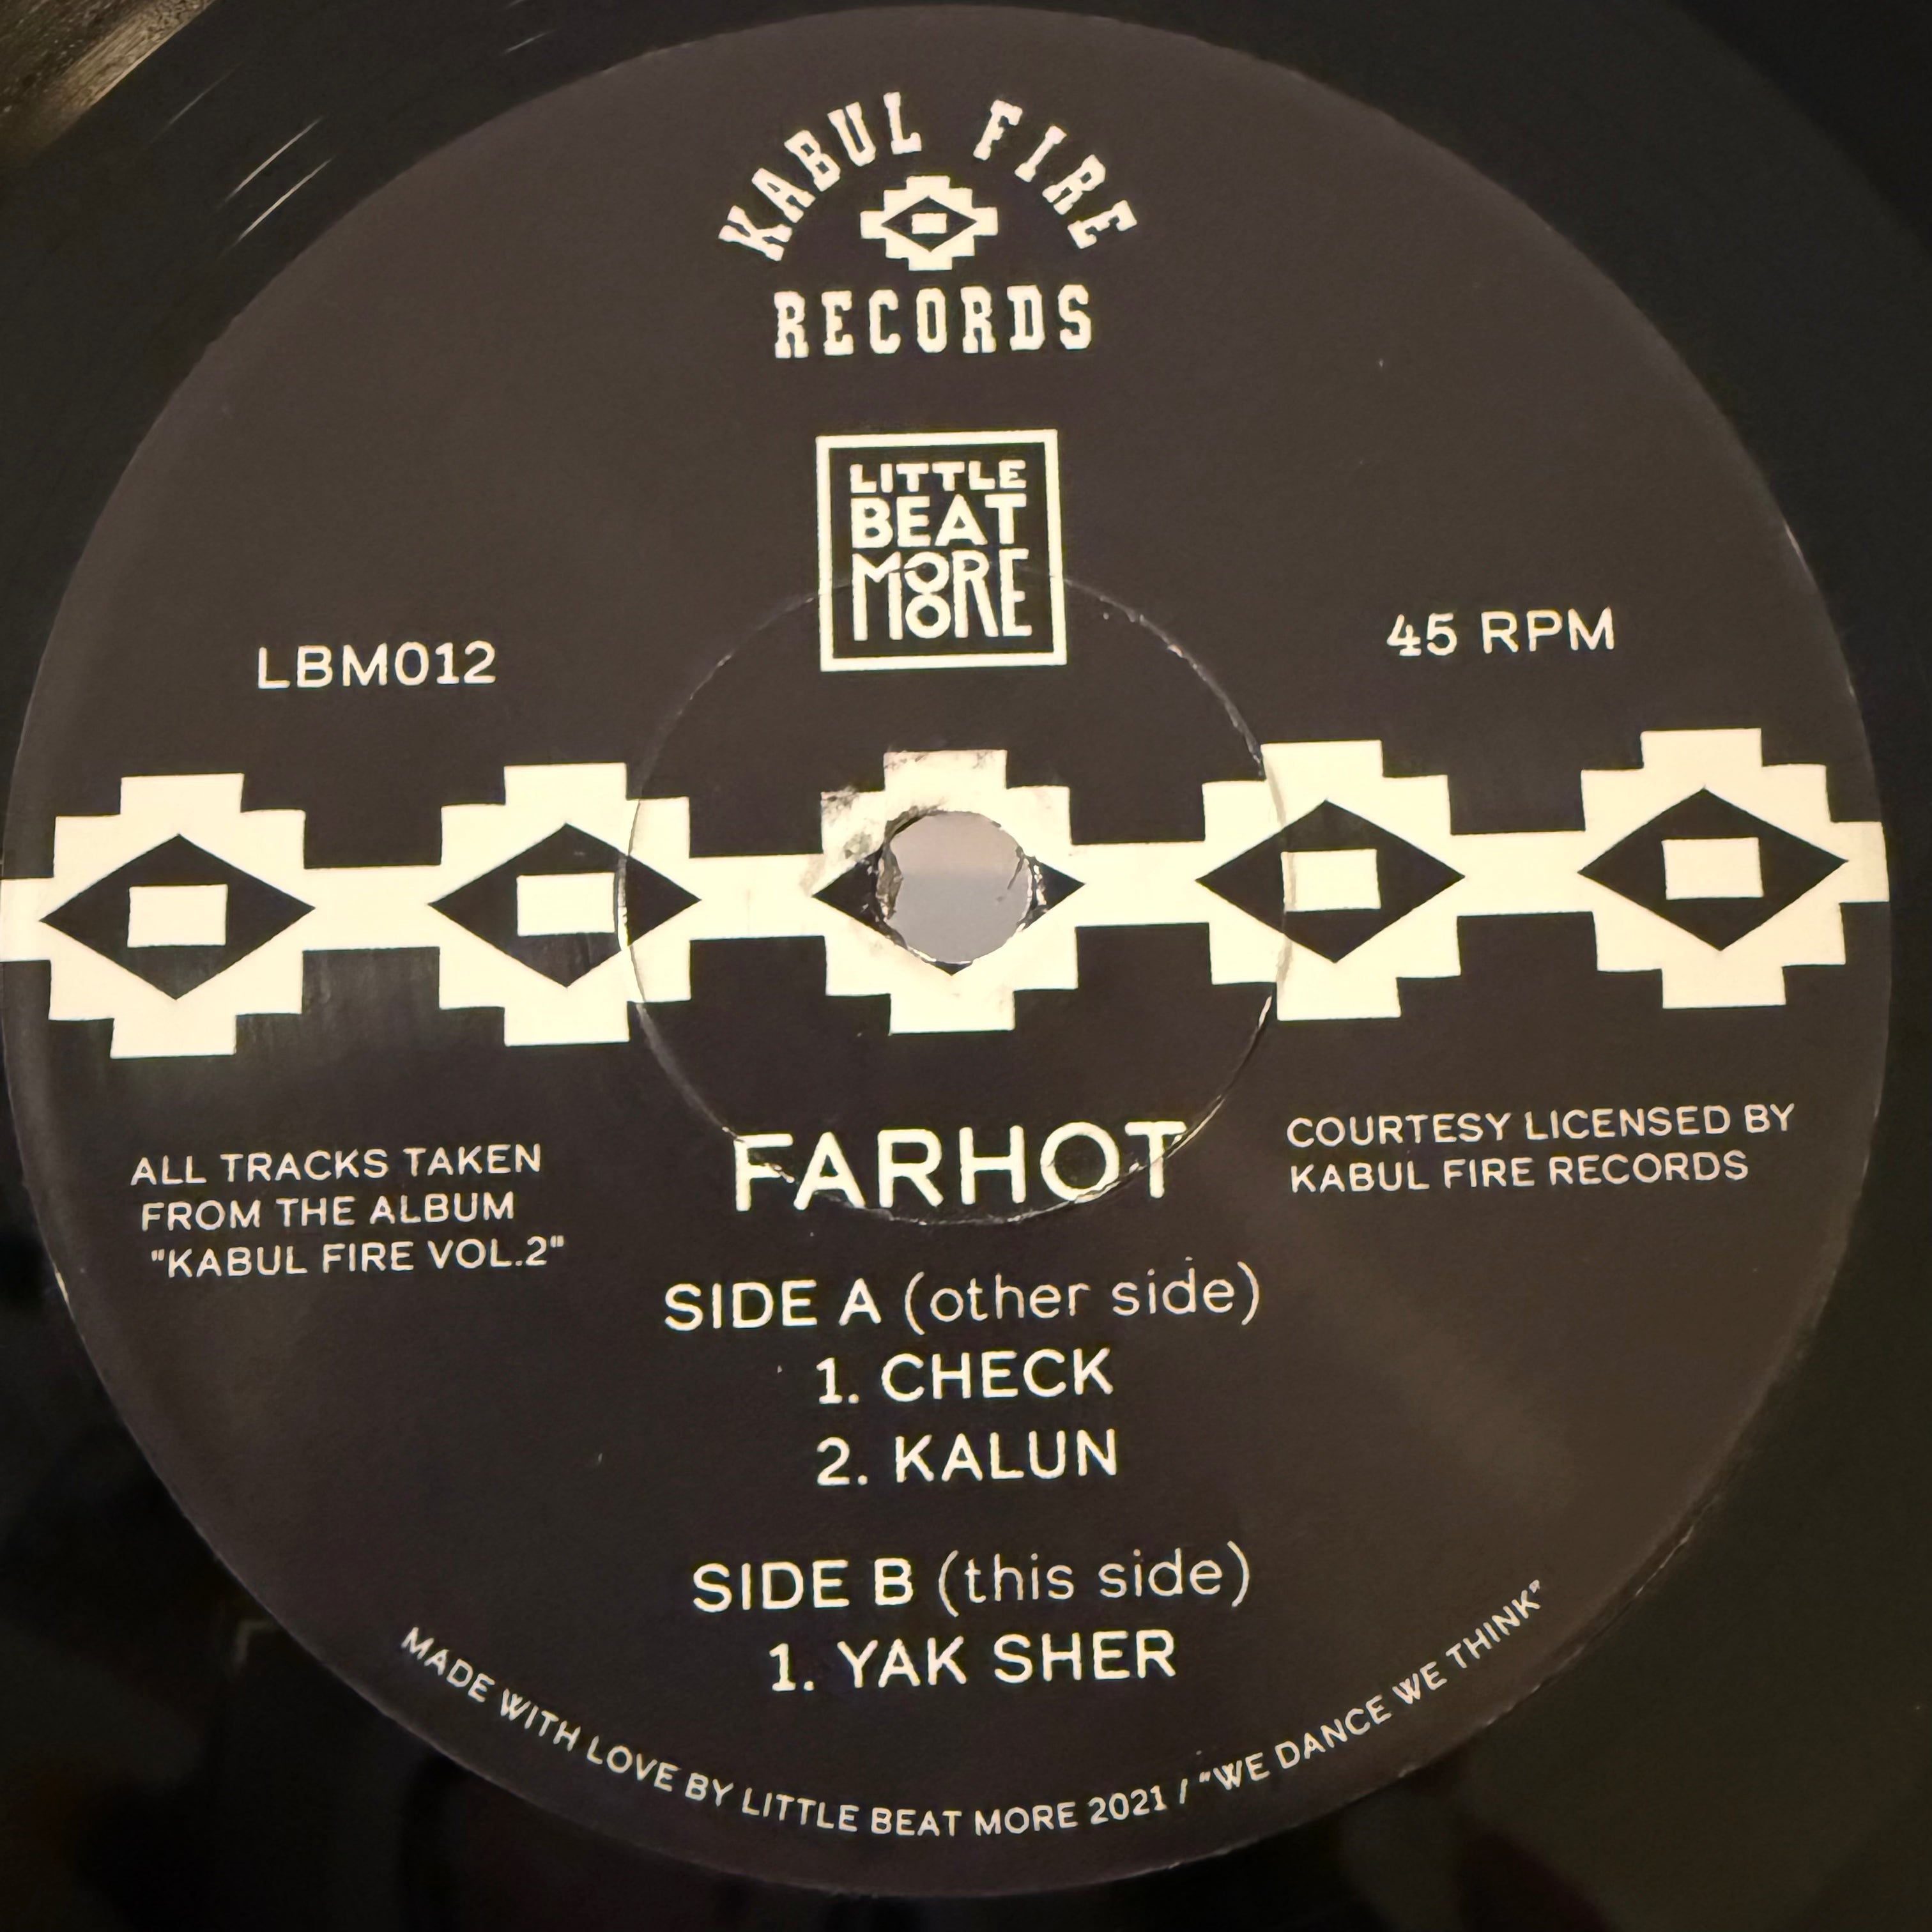 KABUL FIRE
RECORDS
LITTLE
BEAT
MORE
LBM012
45 RPM
ALL TRACKS TAKEN
FROM THE ALBUM
"KABUL FIRE VOL.2"
FARHOT
COURTESY LICENSED BY
KABUL FIRE RECORDS
SIDE A (other side)
1. CHECK
2. KALUN
SIDE B (this side)
1. YAK SHER
MADE WITH LOVE BY LITTLE BEAT MORE 2021 / "WE DANCE WE THINK"